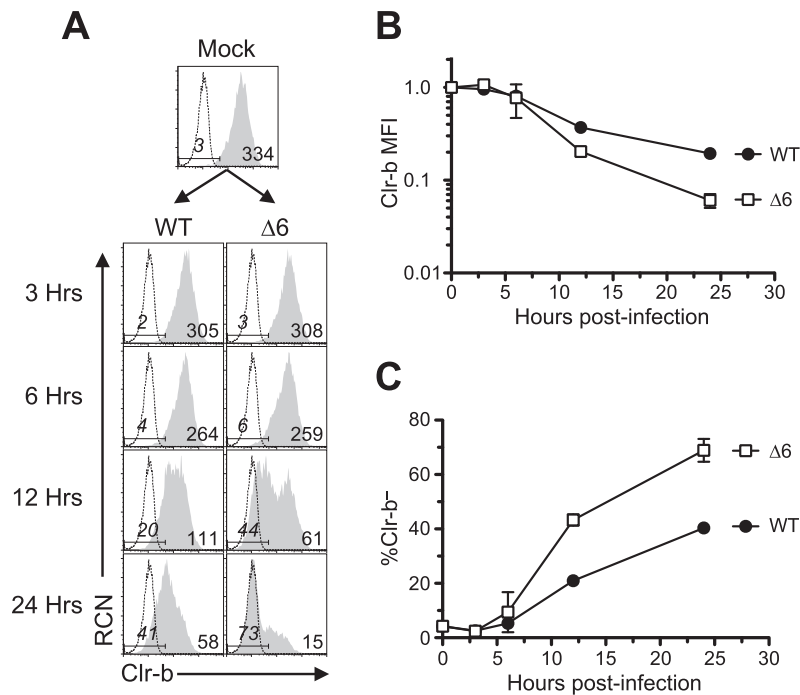 A
Mock
3
334
WT
Δ6
3 Hrs
2
305
3
308
6 Hrs
4
264
6
259
12 Hrs
20
111
44
61
24 Hrs
41
58
73
15
RCN
Clr-b
B
Clr-b MFI
1.0
0.1
0.01
0 5 10 15 20 25 30
Hours post-infection
WT
Δ6
C
%Clr-b⁻
80
60
40
20
0
0 5 10 15 20 25 30
Hours post-infection
Δ6
WT